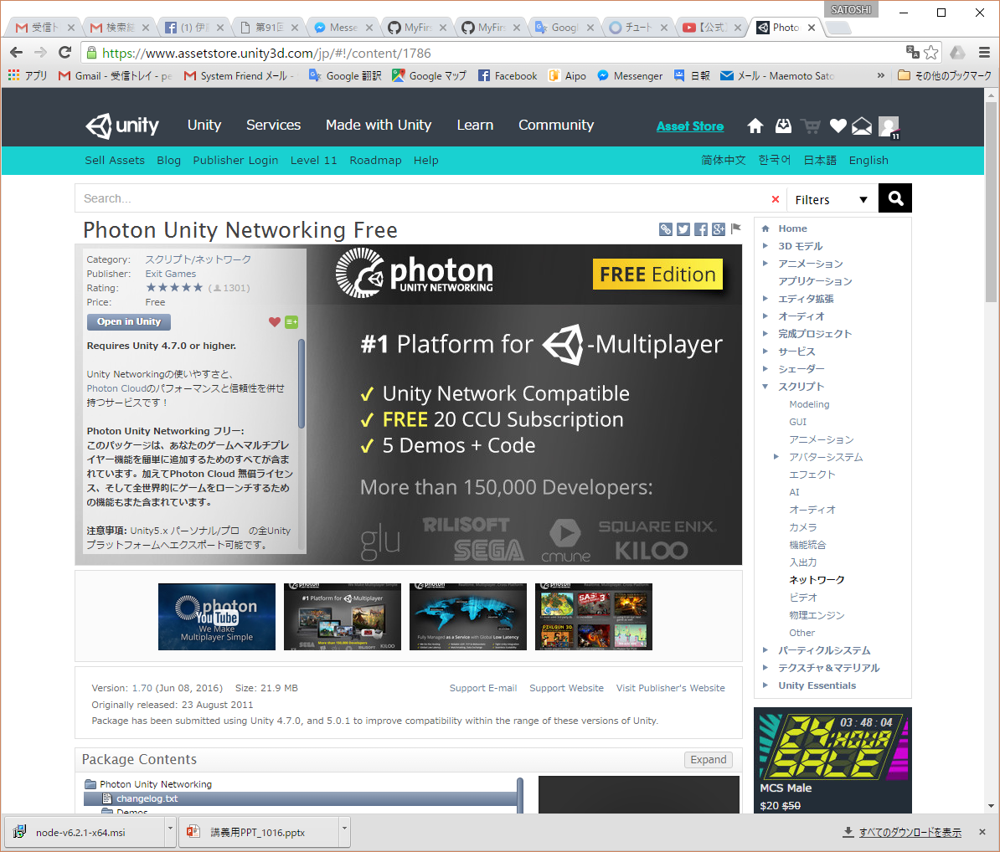 SATOSHI
受信ト
検索結
(1) 伊
第91回
Messe
MyFirs
MyFirs
Googl
チュート
【公式】
Photo
https://www.assetstore.unity3d.com/jp/#!/content/1786
アプリ
Gmail - 受信トレイ - pe
System Friend メール -
Google 翻訳
Google マップ
Facebook
Aipo
Messenger
日報
メール - Maemoto Sato
»
その他のブックマーク
unity
Unity
Services
Made with Unity
Learn
Community
Asset Store
11
Sell Assets
Blog
Publisher Login
Level 11
Roadmap
Help
简体中文
한국어
日本語
English
Search...
Filters
Photon Unity Networking Free
Category: スクリプト/ネットワーク
Publisher: Exit Games
Rating: ★★★★★ (1301)
Price: Free
Open in Unity
Requires Unity 4.7.0 or higher.
Unity Networkingの使いやすさと、
Photon Cloudのパフォーマンスと信頼性を併せ
持つサービスです！
Photon Unity Networking フリー:
このパッケージは、あなたのゲームへマルチプレ
イヤー機能を簡単に追加するためのすべてが含ま
れています。加えてPhoton Cloud 無償ライセン
ス、そして全世界的にゲームをローンチするため
の機能もまた含まれています。
注意事項: Unity5.x パーソナル/プロ　の全Unity
プラットフォームへエクスポート可能です。
photon
UNITY NETWORKING
FREE Edition
#1 Platform for -Multiplayer
✓ Unity Network Compatible
✓ FREE 20 CCU Subscription
✓ 5 Demos + Code
More than 150,000 Developers:
glu
RILISOFT
SEGA
cmune
SQUARE ENIX.
KILOO
photon
YouTube
We Make
Multiplayer Simple
photon
We Make Multiplayer Simple
#1 Platform for -Multiplayer
More than 150,000 Developers
SEGA
RILISOFT
KILOO
photon
Fully Managed as a Service with Global Low Latency
photon
SAS
3
PIXLGUN 3D
Version: 1.70 (Jun 08, 2016)
Size: 21.9 MB
Support E-mail
Support Website
Visit Publisher's Website
Originally released: 23 August 2011
Package has been submitted using Unity 4.7.0, and 5.0.1 to improve compatibility within the range of these versions of Unity.
Package Contents
Expand
Photon Unity Networking
changelog.txt
Demos
Home
3D モデル
アニメーション
アプリケーション
エディタ拡張
オーディオ
完成プロジェクト
サービス
シェーダー
スクリプト
Modeling
GUI
アニメーション
アバターシステム
エフェクト
AI
オーディオ
カメラ
機能統合
入出力
ネットワーク
ビデオ
物理エンジン
Other
パーティクルシステム
テクスチャ＆マテリアル
Unity Essentials
03 : 48 : 04
24-HOUR
SALE
MCS Male
$20 $50
node-v6.2.1-x64.msi
講義用PPT_1016.pptx
すべてのダウンロードを表示